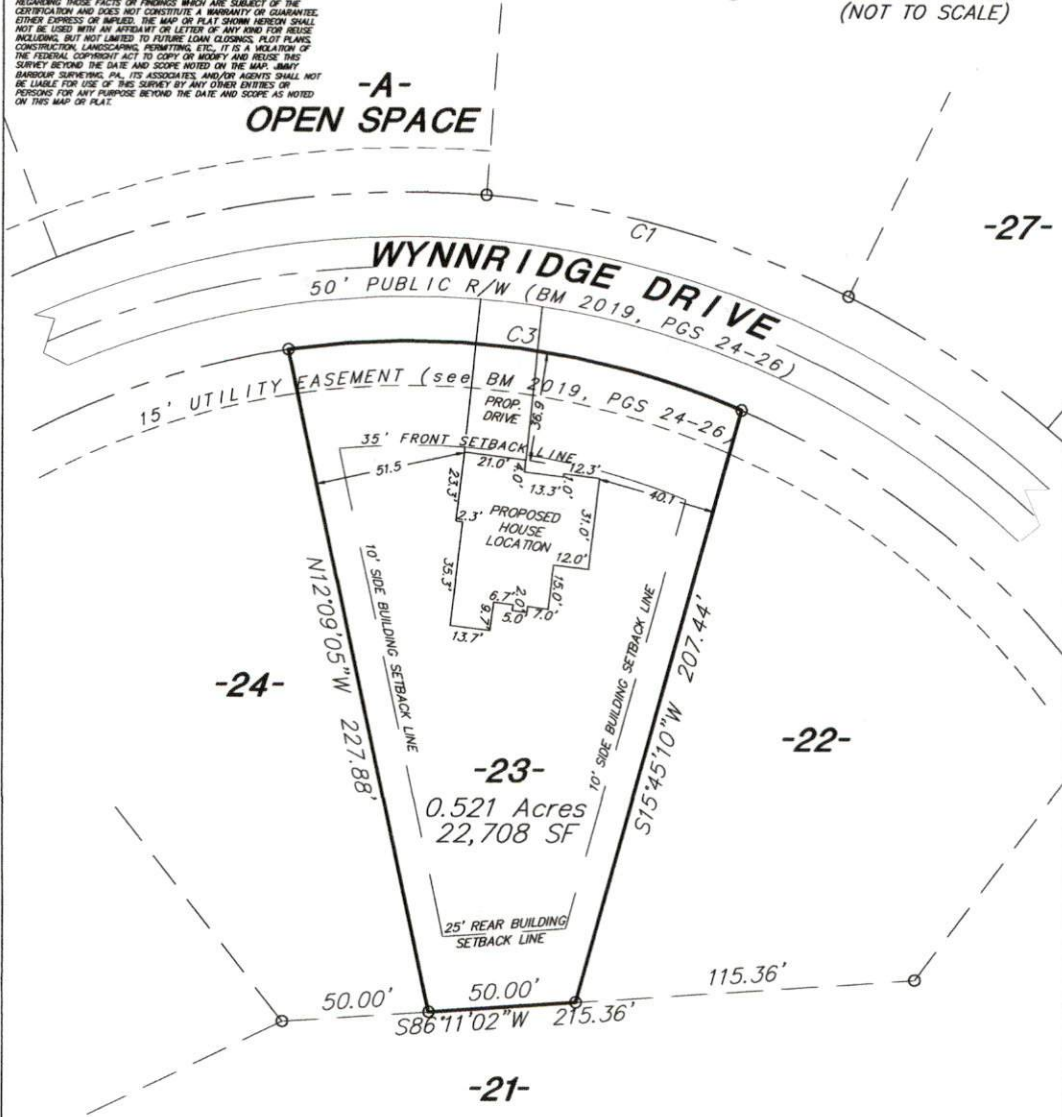 REGARDING THOSE FACTS OR FINDINGS WHICH ARE SUBJECT OF THE
CERTIFICATION AND DOES NOT CONSTITUTE A WARRANTY OR GUARANTEE,
EITHER EXPRESS OR IMPLIED. THE MAP OR PLAT SHOWN HEREON SHALL
NOT BE USED WITH AN AFFIDAVIT OR LETTER OF ANY KIND FOR REUSE
INCLUDING, BUT NOT LIMITED TO FUTURE LOAN CLOSINGS, PLOT PLANS,
CONSTRUCTION, LANDSCAPING, PERMITTING, ETC., IT IS A VIOLATION OF
THE FEDERAL COPYRIGHT ACT TO COPY OR MODIFY AND REUSE THIS
SURVEY BEYOND THE DATE AND SCOPE NOTED ON THE MAP. JIMMY
BARBOUR SURVEYING, PA., ITS ASSOCIATES, AND/OR AGENTS SHALL NOT
BE LIABLE FOR USE OF THIS SURVEY BY ANY OTHER ENTITIES OR
PERSONS FOR ANY PURPOSE BEYOND THE DATE AND SCOPE AS NOTED
ON THIS MAP OR PLAT.
(NOT TO SCALE)
-A-
OPEN SPACE
C1
-27-
WYNNRIDGE DRIVE
50' PUBLIC R/W (BM 2019, PGS 24-26)
C3
15' UTILITY EASEMENT (see BM 2019, PGS 24-26)
PROP.
DRIVE
36.9
35' FRONT SETBACK LINE
51.5
21.0'
4.0'
12.3'
1.0'
13.3'
40.1
23.3'
2.3'
PROPOSED
HOUSE
LOCATION
31.0'
12.0'
35.3'
15.0'
6.7'
2.0'
5.0'
7.0'
9.7'
13.7'
10' SIDE BUILDING SETBACK LINE
10' SIDE BUILDING SETBACK LINE
N12°09'05"W 227.88'
S15°45'10"W 207.44'
-24-
-22-
-23-
0.521 Acres
22,708 SF
25' REAR BUILDING
SETBACK LINE
50.00'
50.00'
115.36'
S86°11'02"W 215.36'
-21-